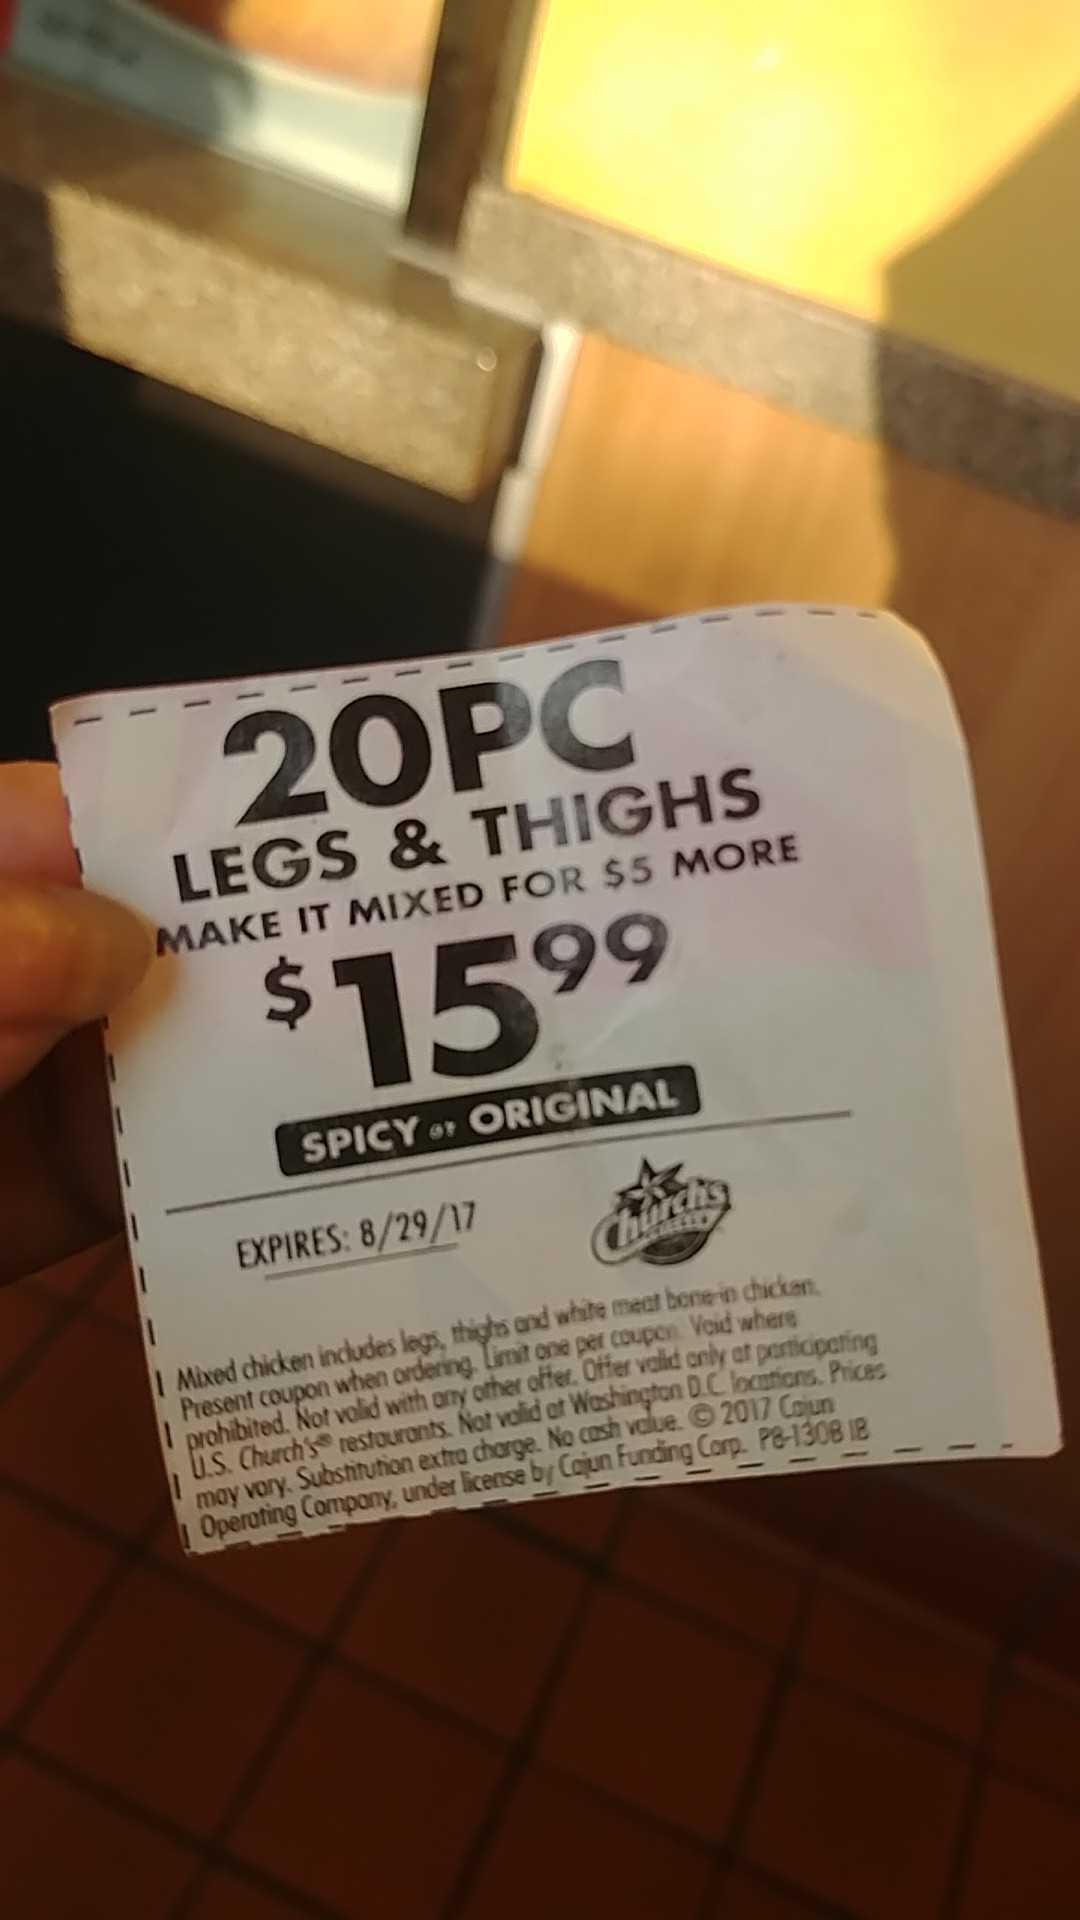 20PC
LEGS & THIGHS
MAKE IT MIXED FOR $5 MORE
$1599
SPICY or ORIGINAL
EXPIRES: 8/29/17
Church's
Mixed chicken includes legs, thighs and white meat bone-in chicken.
Present coupon when ordering. Limit one per coupon. Void where
prohibited. Not valid with any other offer. Offer valid only at participating
U.S. Church's® restaurants. Not valid at Washington D.C. locations. Prices
may vary. Substitution extra charge. No cash value. © 2017 Cajun
Operating Company, under license by Cajun Funding Corp. P8-1308 IB